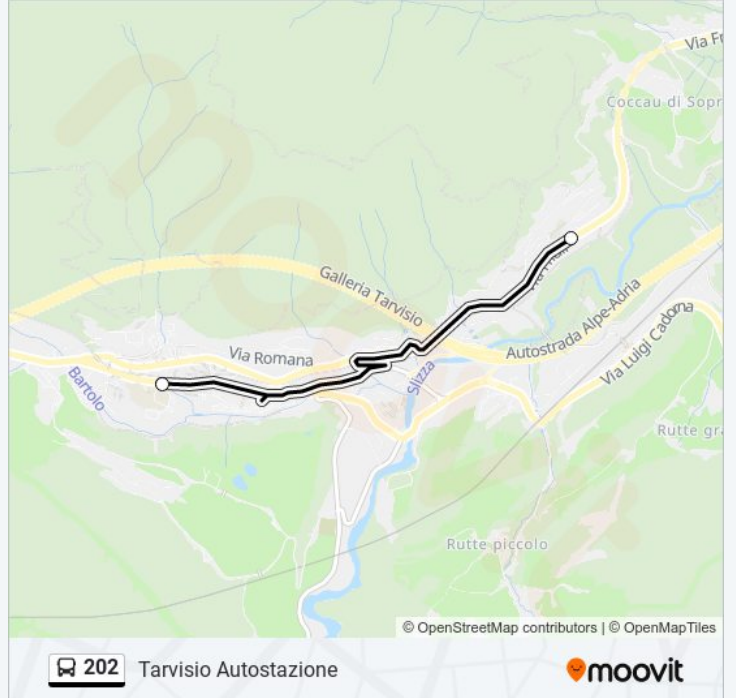 Via Fr
Coccau di Sopr
Galleria Tarvisio
Autostrada Alpe-Adria
Via Romana
Via Luigi Cadorna
Bartolo
Slizza
Rutte gra
Rutte piccolo
© OpenStreetMap contributors | © OpenMapTiles
202 Tarvisio Autostazione
moovit